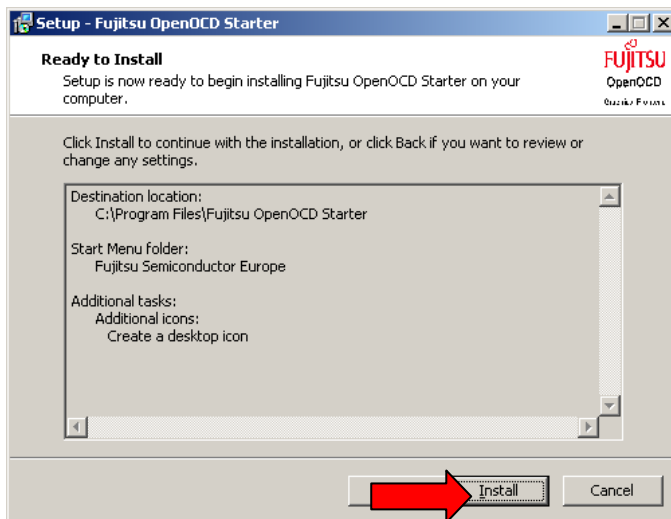 Setup - Fujitsu OpenOCD Starter
Ready to Install
Setup is now ready to begin installing Fujitsu OpenOCD Starter on your
computer.
FUJITSU
OpenOCD
Click Install to continue with the installation, or click Back if you want to review or
change any settings.
Destination location:
C:\Program Files\Fujitsu OpenOCD Starter
Start Menu folder:
Fujitsu Semiconductor Europe
Additional tasks:
Additional icons:
Create a desktop icon
Install
Cancel